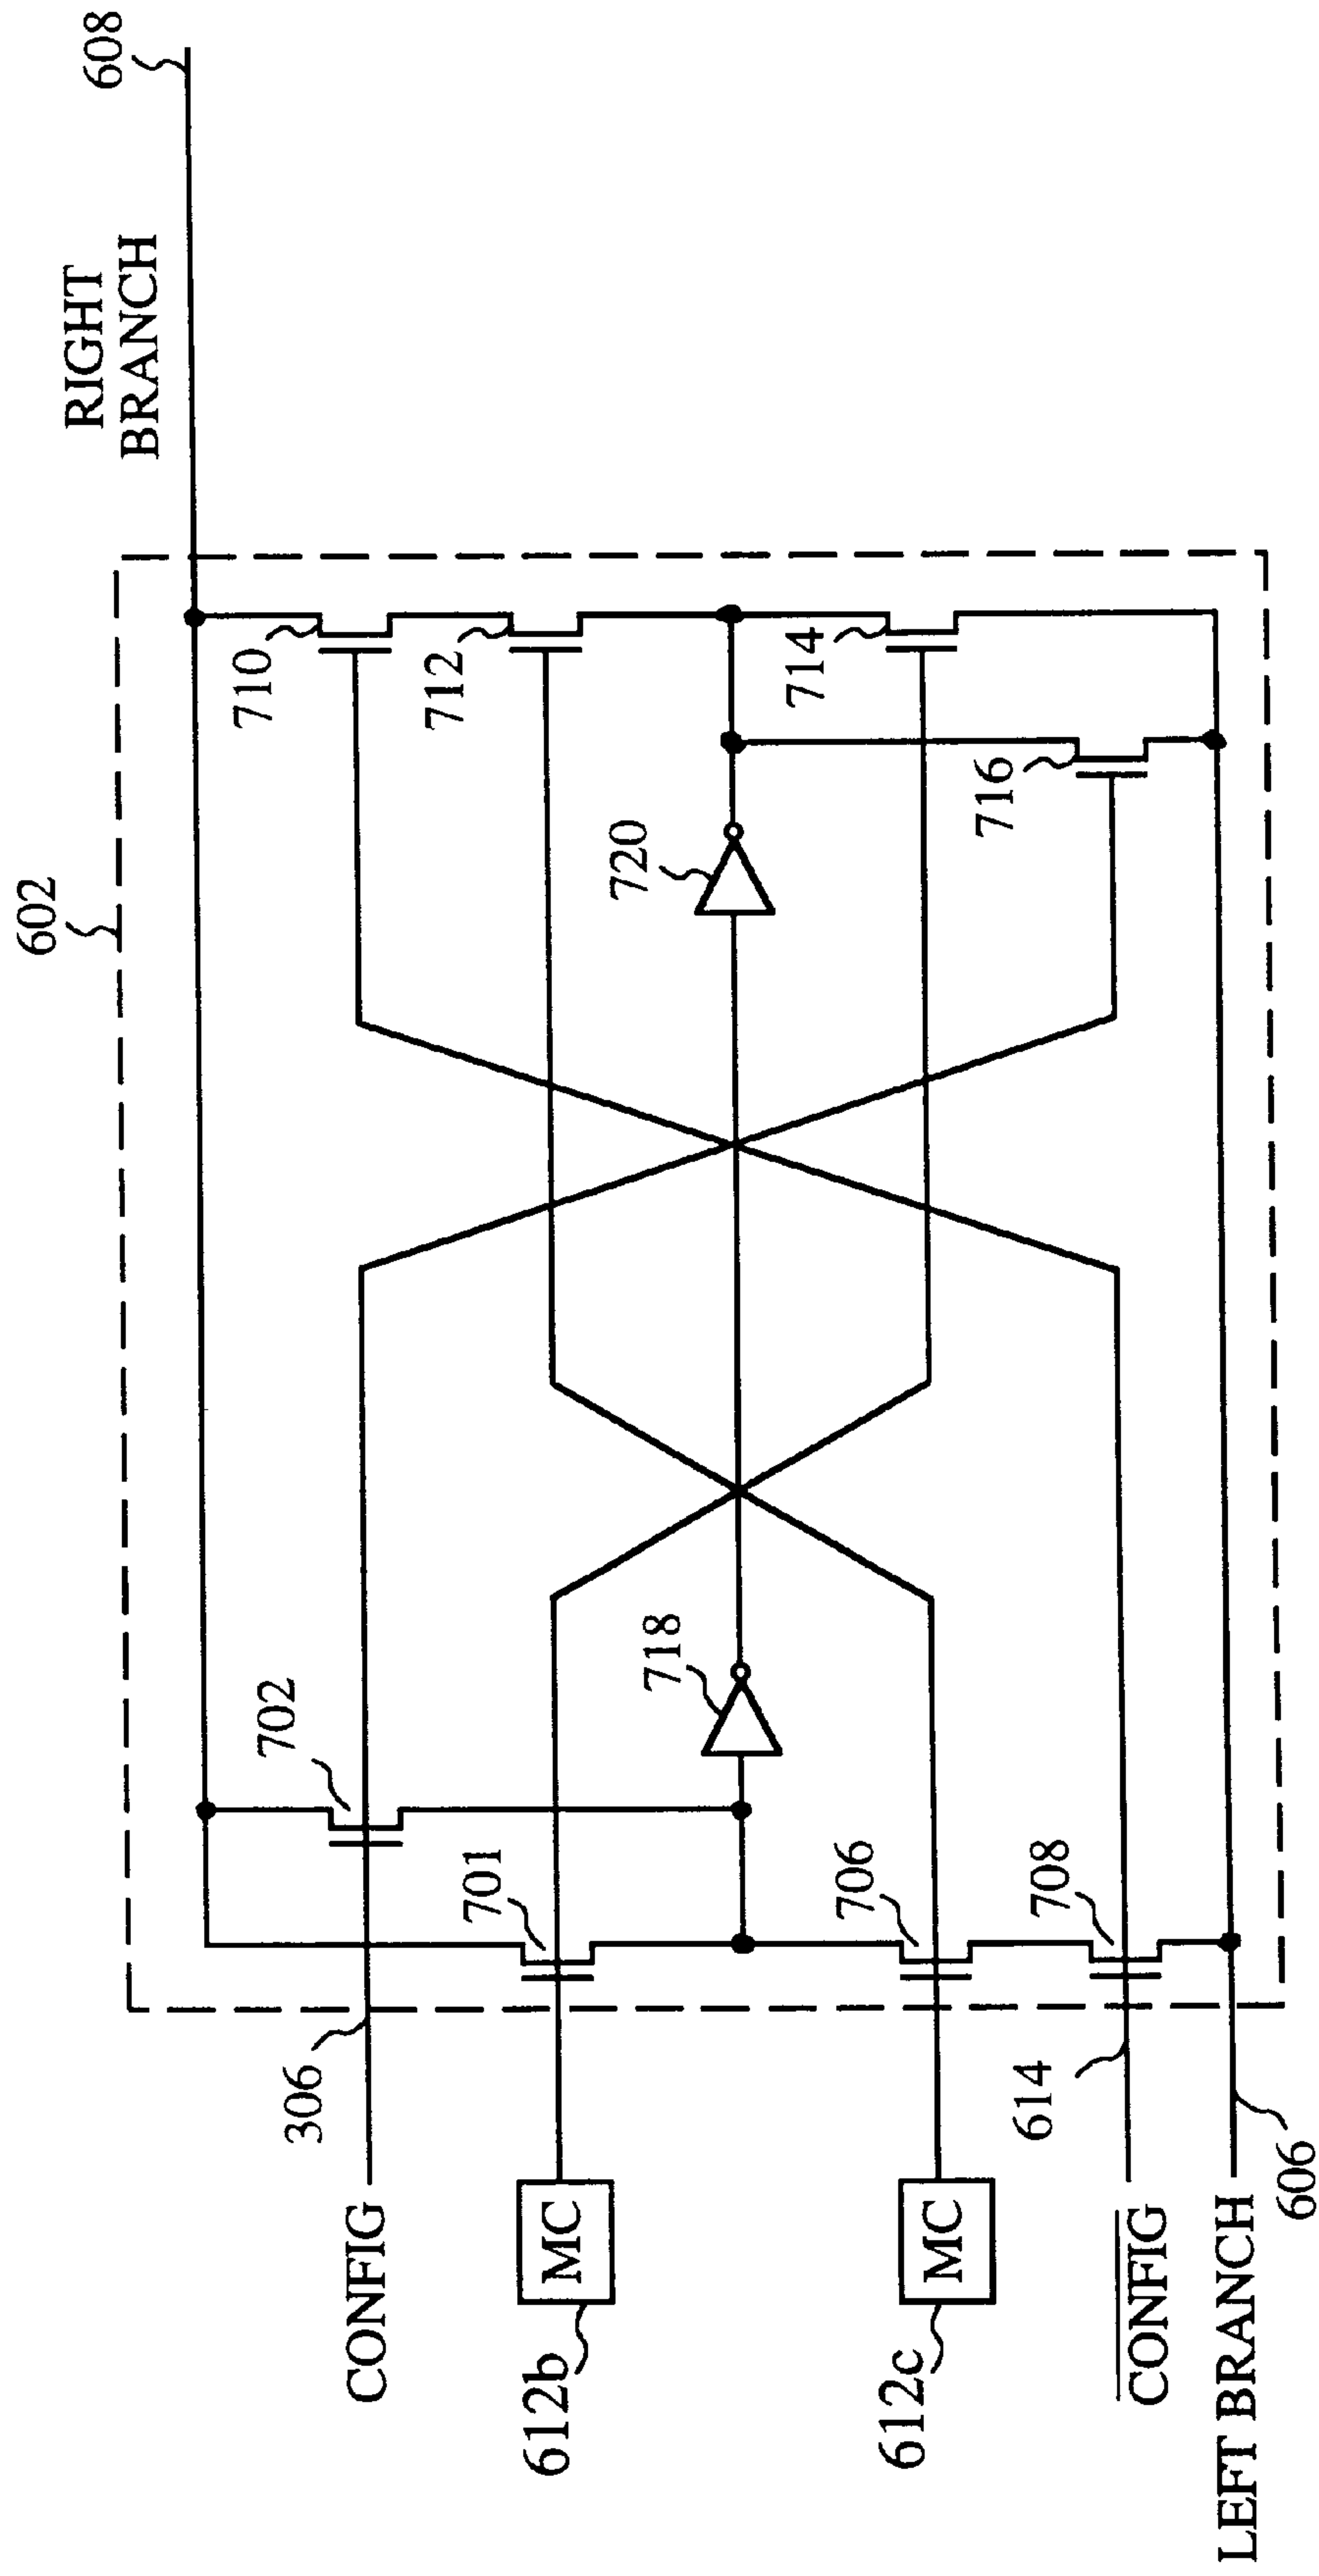 602
RIGHT
BRANCH
608
702
710
701
712
718
720
706
714
708
716
306
CONFIG
MC
612b
MC
612c
614
CONFIG
LEFT BRANCH
606